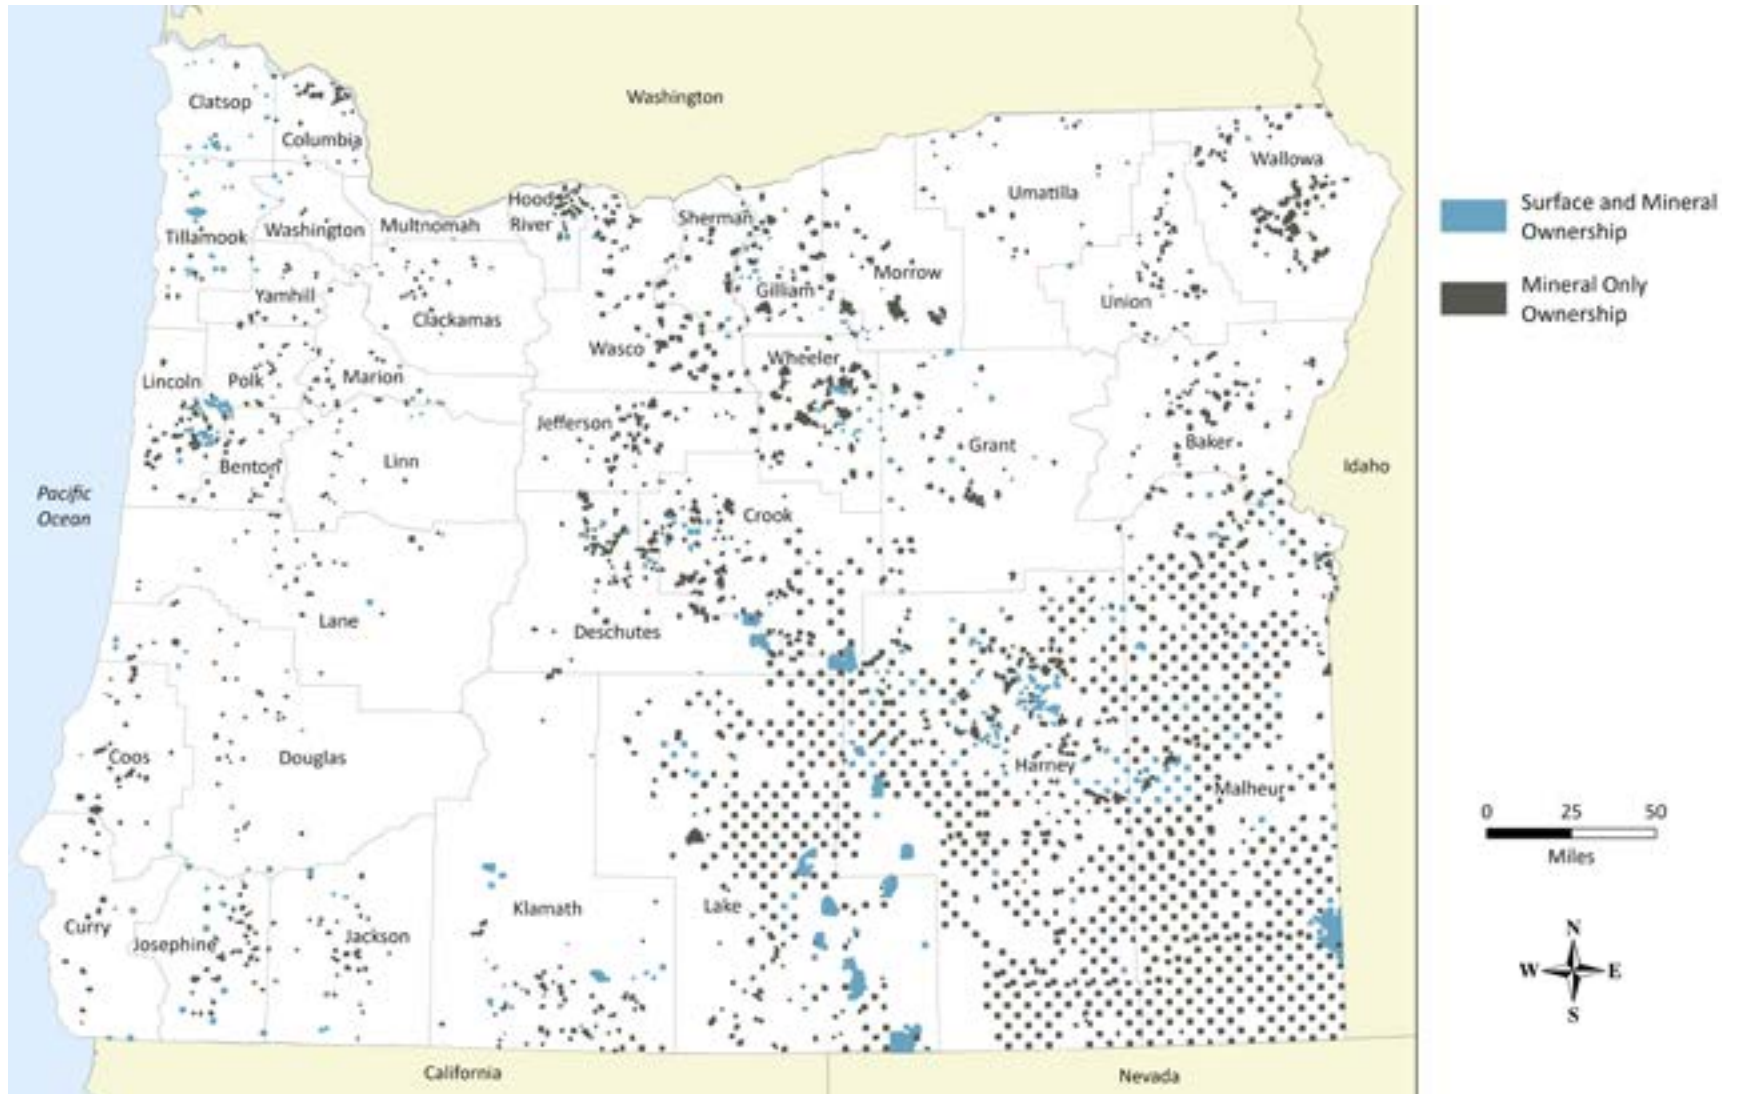 Washington
Clatsop
Columbia
Wallowa
Umatilla
Hood
River
Sherman
Tillamook
Washington
Multnomah
Morrow
Gilliam
Yamhill
Union
Clackamas
Wasco
Wheeler
Lincoln
Polk
Marion
Jefferson
Grant
Baker
Benton
Linn
Idaho
Pacific
Ocean
Crook
Lane
Deschutes
Coos
Douglas
Harney
Malheur
Curry
Josephine
Jackson
Klamath
Lake
California
Nevada
Surface and Mineral
Ownership
Mineral Only
Ownership
0 25 50
Miles
N
W E
S